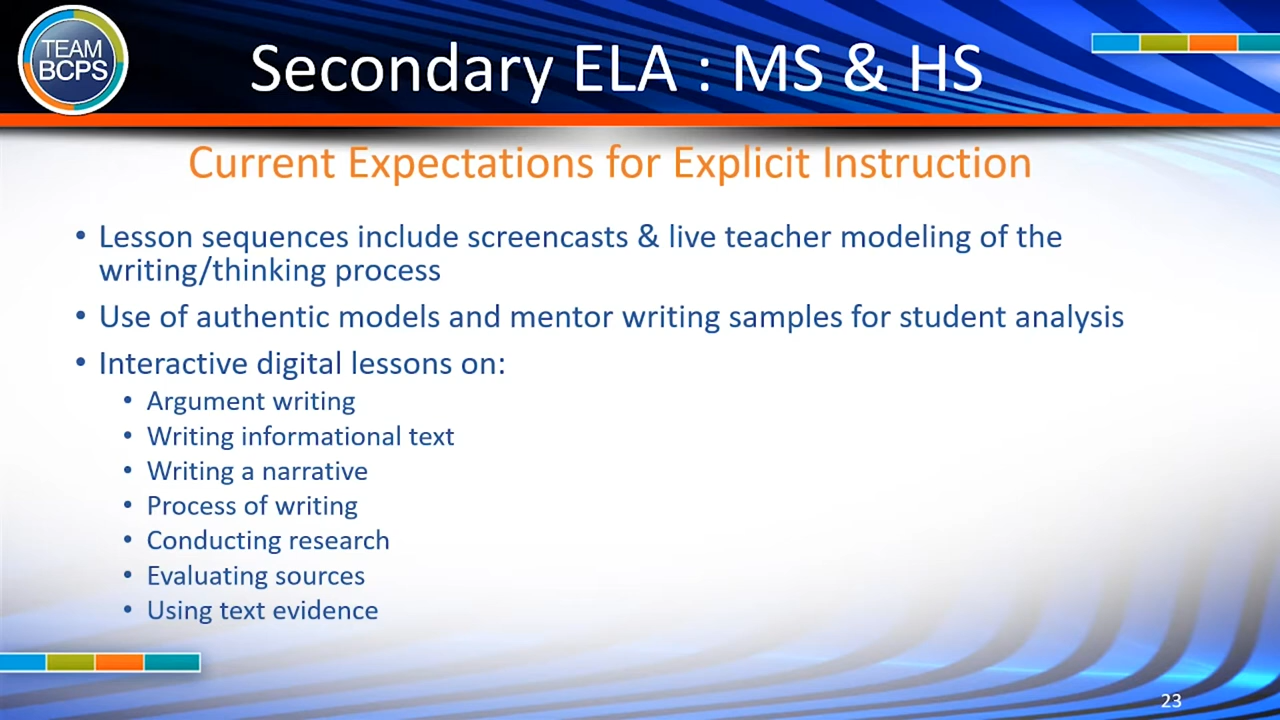 TEAM
BCPS
Secondary ELA : MS & HS
Current Expectations for Explicit Instruction
• Lesson sequences include screencasts & live teacher modeling of the
writing/thinking process
• Use of authentic models and mentor writing samples for student analysis
• Interactive digital lessons on:
• Argument writing
• Writing informational text
• Writing a narrative
• Process of writing
• Conducting research
• Evaluating sources
• Using text evidence
23